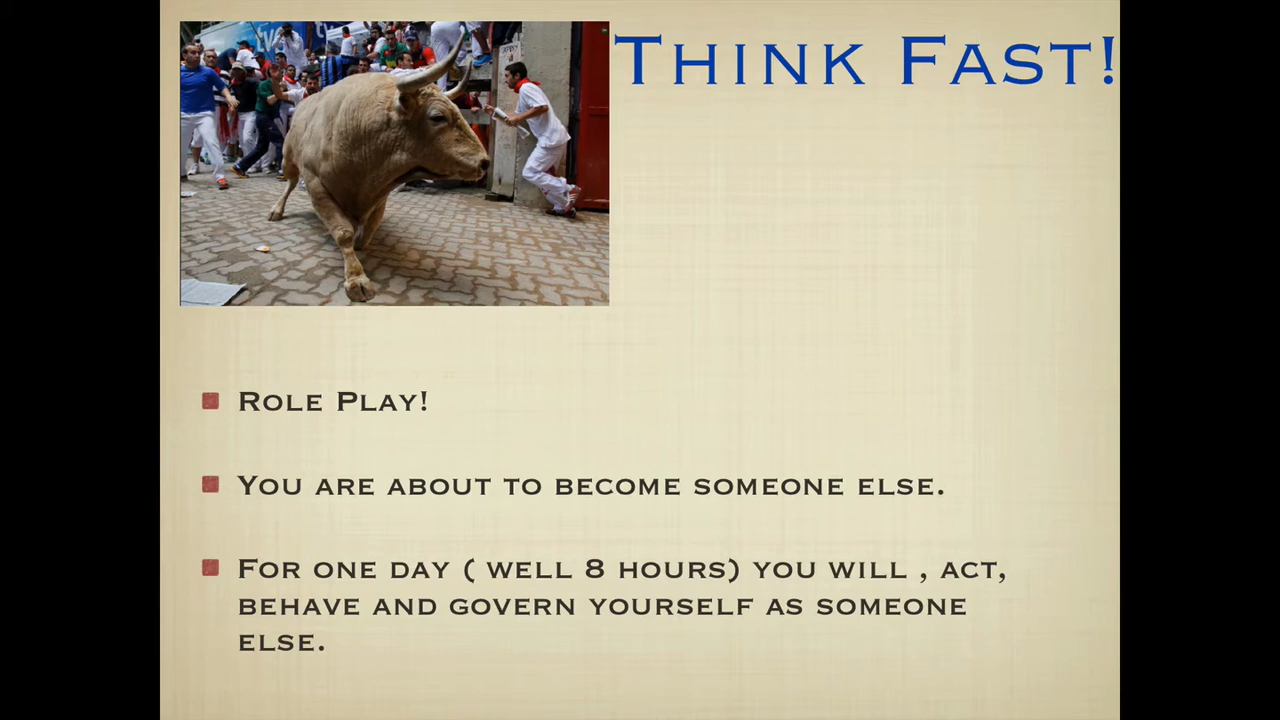 Think Fast!
tve
Role Play!
You are about to become someone else.
For one day ( well 8 hours) you will , act,
behave and govern yourself as someone
else.